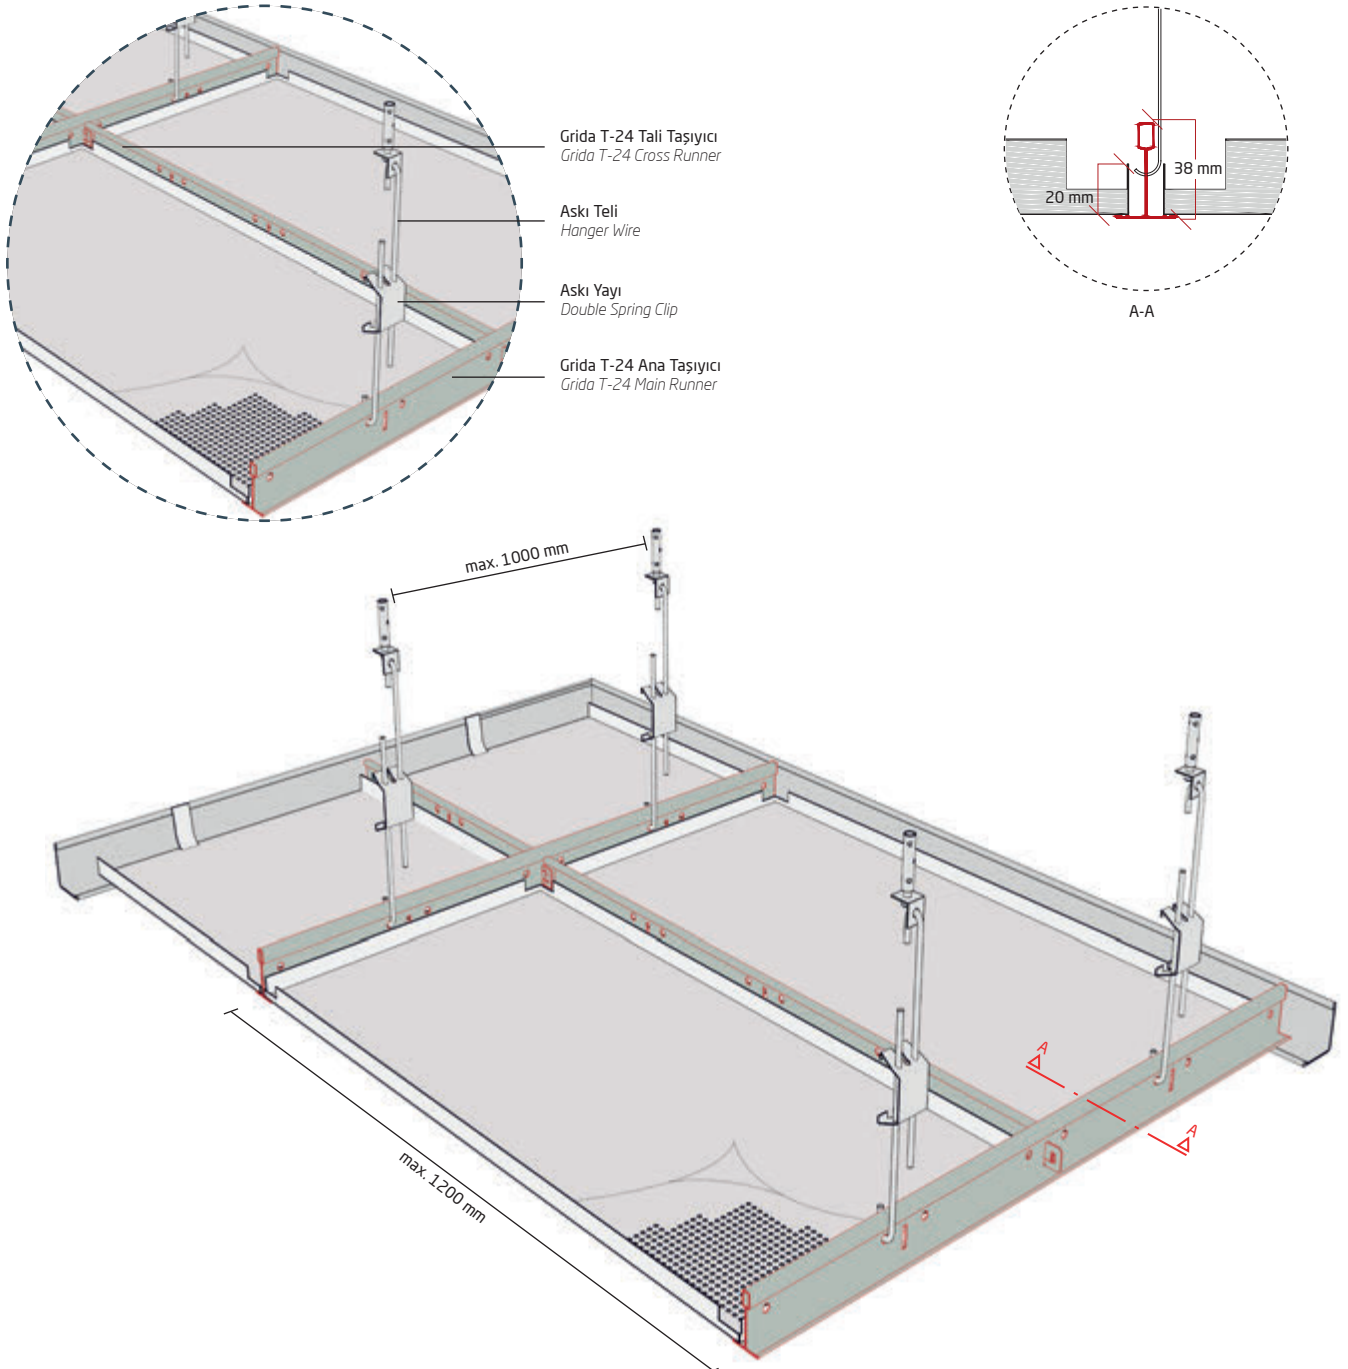 Grida T-24 Tali Taşıyıcı
Grida T-24 Cross Runner
Askı Teli
Hanger Wire
Askı Yayı
Double Spring Clip
Grida T-24 Ana Taşıyıcı
Grida T-24 Main Runner
38 mm
20 mm
A-A
max. 1000 mm
A
A
max. 1200 mm